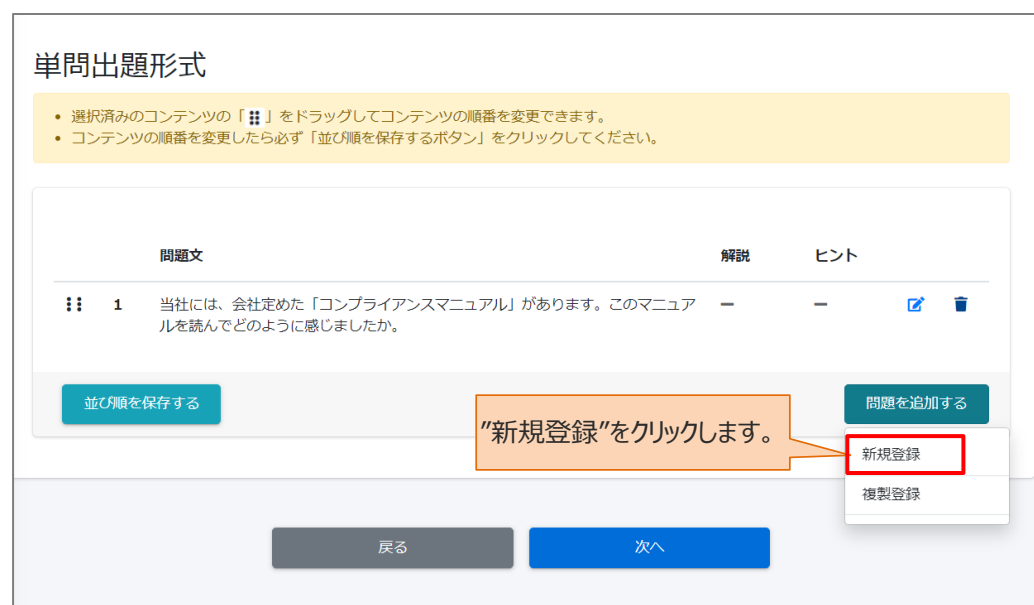 単問出題形式
• 選択済みのコンテンツの「⠿」をドラッグしてコンテンツの順番を変更できます。
• コンテンツの順番を変更したら必ず「並び順を保存するボタン」をクリックしてください。
問題文 解説 ヒント
1 当社には、会社定めた「コンプライアンスマニュアル」があります。このマニュア ー ー
ルを読んでどのように感じましたか。
並び順を保存する 問題を追加する
”新規登録”をクリックします。
新規登録
複製登録
戻る 次へ